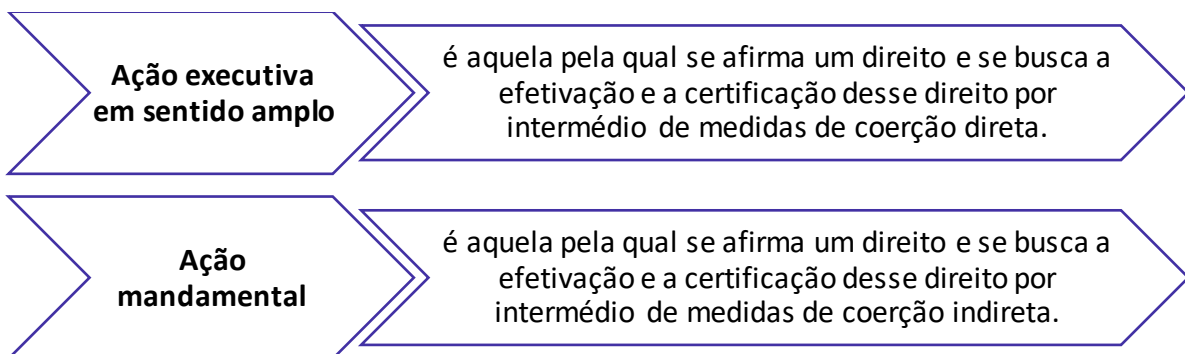 Ação executiva
em sentido amplo
é aquela pela qual se afirma um direito e se busca a
efetivação e a certificação desse direito por
intermédio de medidas de coerção direta.
Ação
mandamental
é aquela pela qual se afirma um direito e se busca a
efetivação e a certificação desse direito por
intermédio de medidas de coerção indireta.